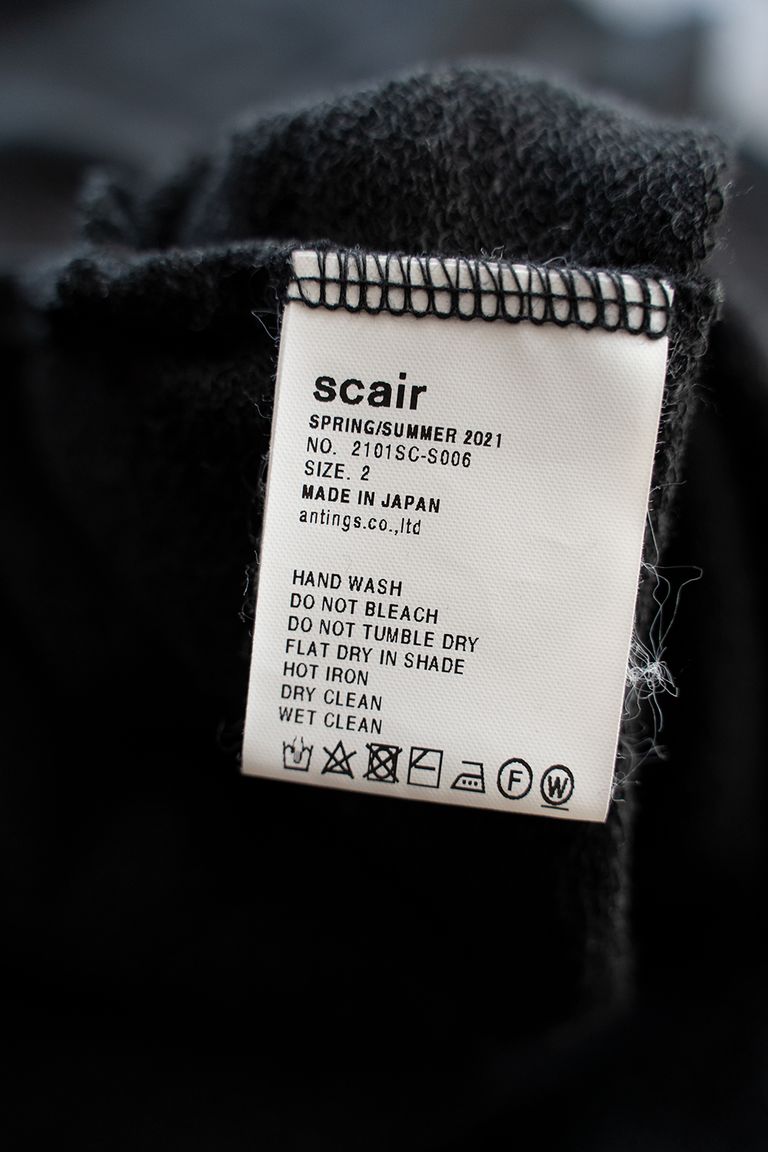 scair
SPRING/SUMMER 2021
NO. 2101SC-S006
SIZE. 2
MADE IN JAPAN
antings.co.,ltd
HAND WASH
DO NOT BLEACH
DO NOT TUMBLE DRY
FLAT DRY IN SHADE
HOT IRON
DRY CLEAN
WET CLEAN
F W